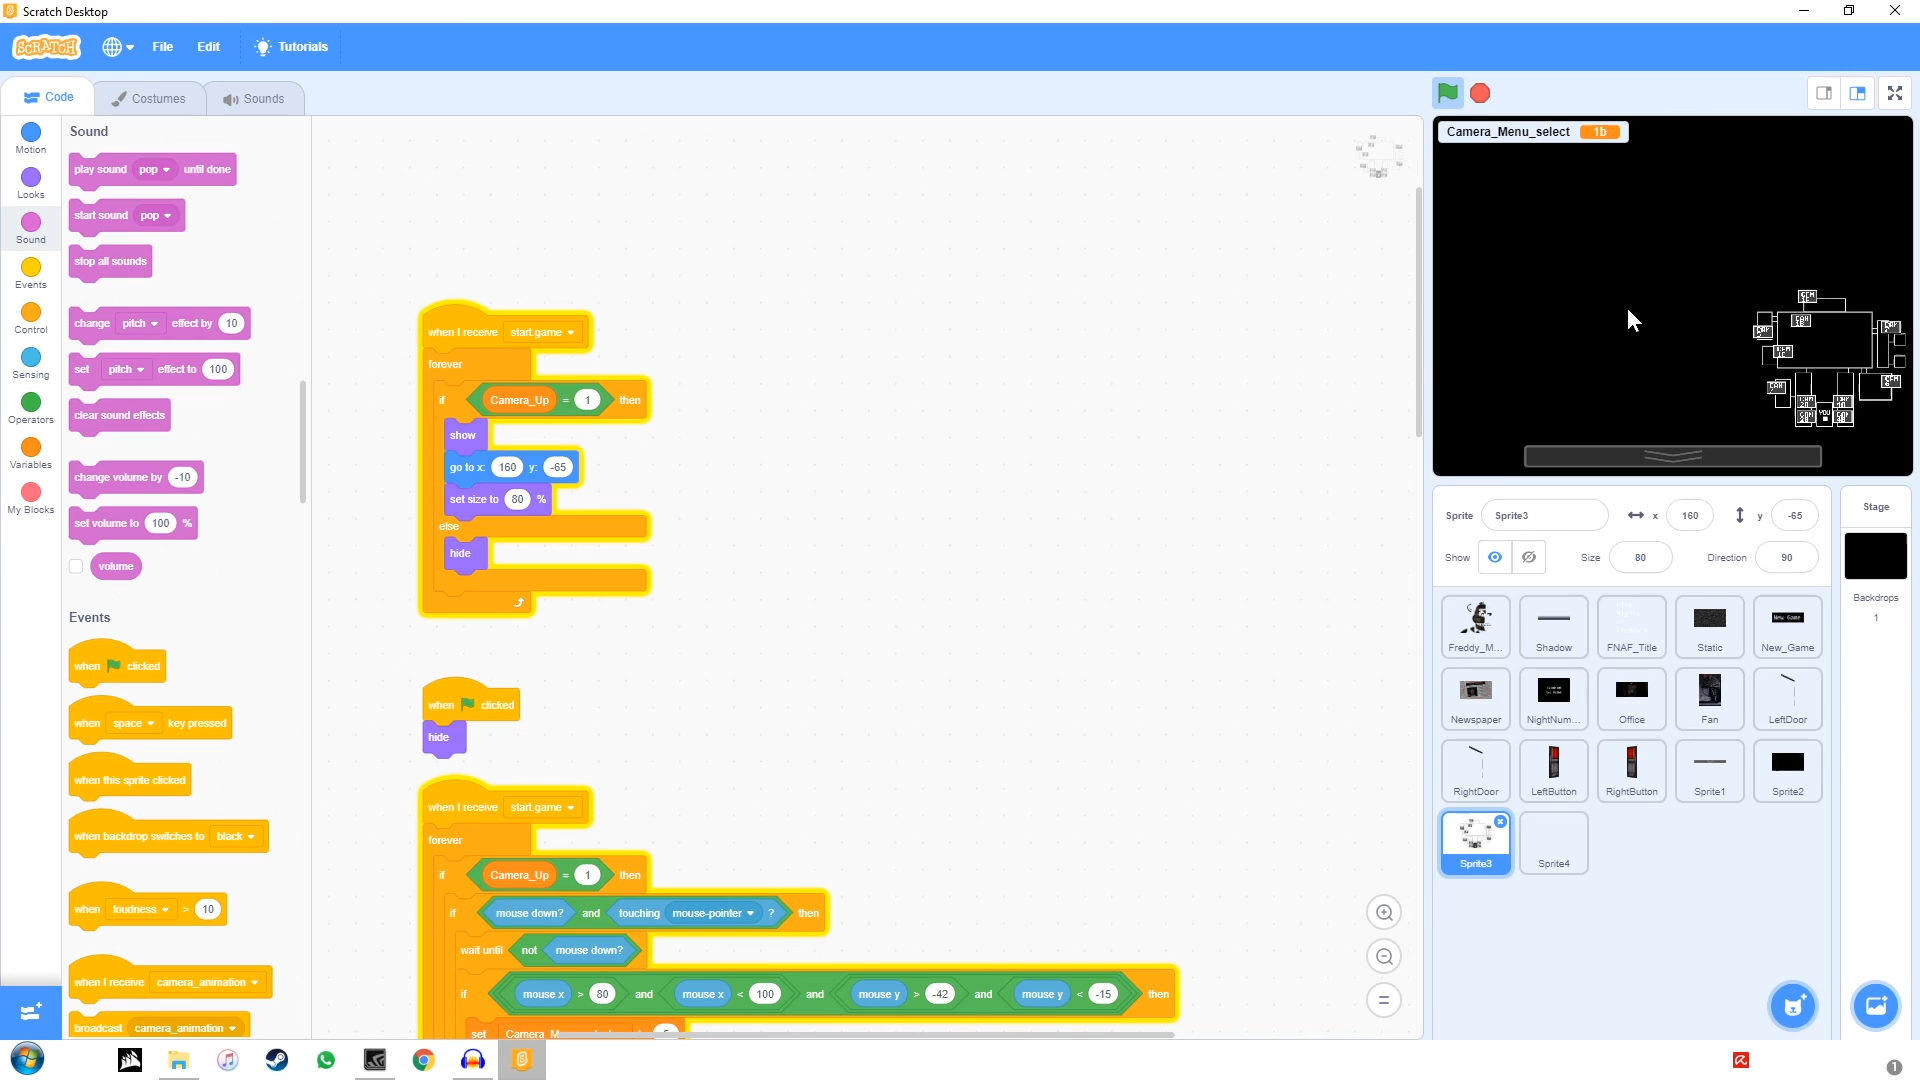 Scratch Desktop
SCRATCH File Edit Tutorials
Code Costumes Sounds
Motion
Looks
Sound
Events
Control
Sensing
Operators
Variables
My Blocks
Sound
play sound pop until done
start sound pop
stop all sounds
change pitch effect by 10
set pitch effect to 100
clear sound effects
change volume by -10
set volume to 100 %
volume
Events
when clicked
when space key pressed
when this sprite clicked
when backdrop switches to black
when loudness > 10
when I receive camera_animation
broadcast camera_animation
when I receive start game
forever
if Camera_Up = 1 then
show
go to x: 160 y: -65
set size to 80 %
else
hide
when clicked
hide
when I receive start game
forever
if Camera_Up = 1 then
if mouse down? and touching mouse-pointer ? then
wait until not mouse down?
if mouse x > 80 and mouse x < 100 and mouse y > -42 and mouse y < -15 then
Camera_Menu_select 1b
YOU
Sprite Sprite3 x 160 y -65
Show Size 80 Direction 90
Freddy_M... Shadow FNAF_Title Static New_Game
Newspaper NightNum... Office Fan LeftDoor
RightDoor LeftButton RightButton Sprite1 Sprite2
Sprite3 Sprite4
Stage
Backdrops
1
1